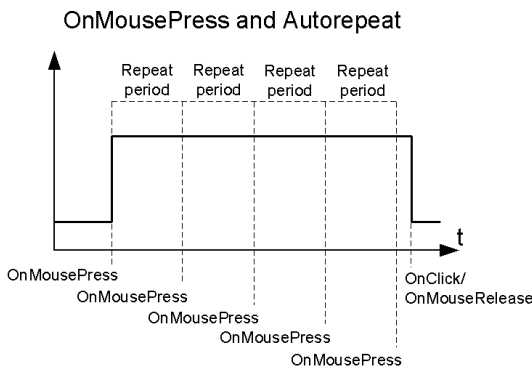 OnMousePress and Autorepeat
Repeat period
Repeat period
Repeat period
Repeat period
t
OnMousePress
OnMousePress
OnMousePress
OnMousePress
OnMousePress
OnClick/
OnMouseRelease